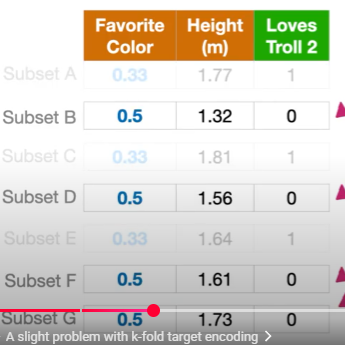 Favorite Height Loves
Color (m) Troll 2
Subset A 0.33 1.77 1
Subset B 0.5 1.32 0
Subset C 0.33 1.81 1
Subset D 0.5 1.56 0
Subset E 0.33 1.64 1
Subset F 0.5 1.61 0
Subset G 0.5 1.73 0
A slight problem with k-fold target encoding